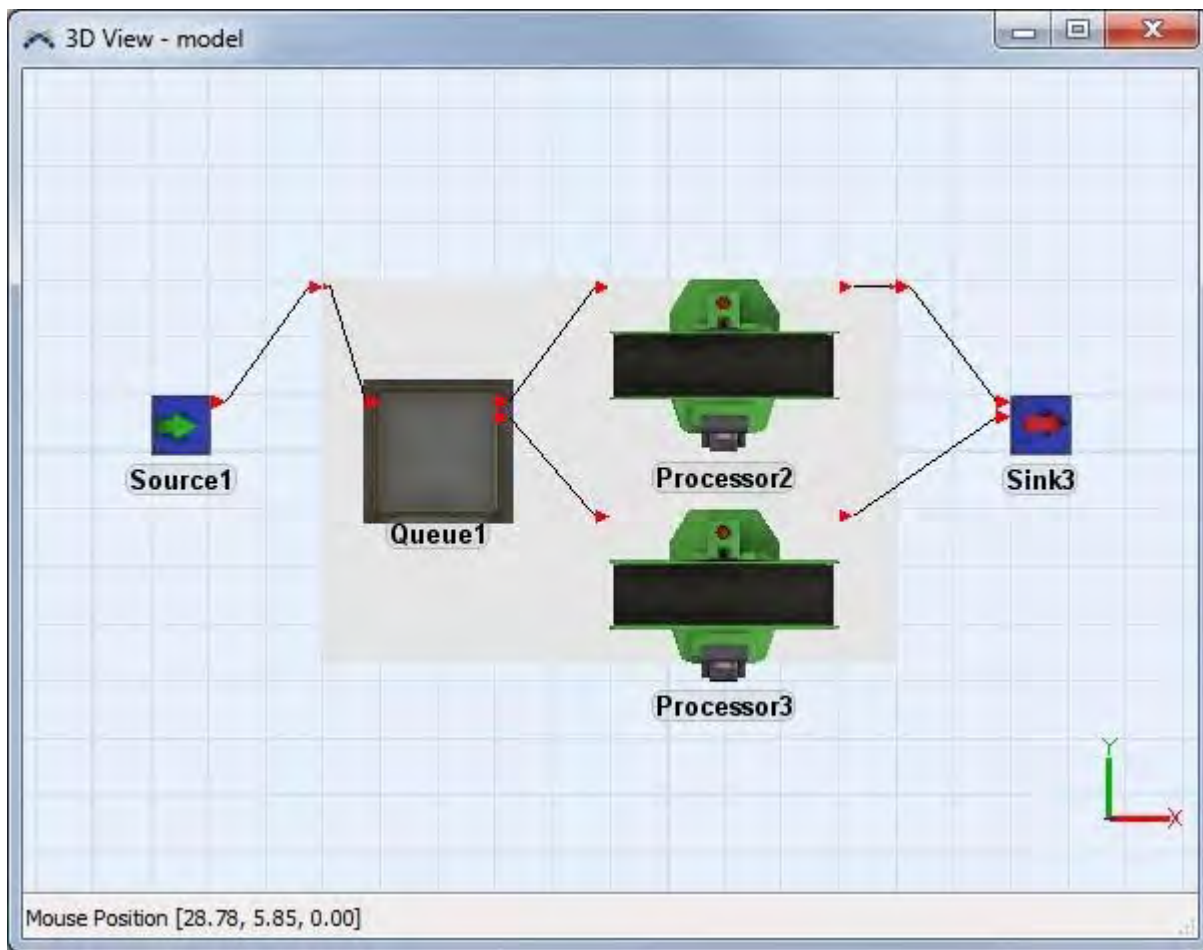 3D View - model
Source1
Queue1
Processor2
Sink3
Processor3
Y
X
Mouse Position [28.78, 5.85, 0.00]